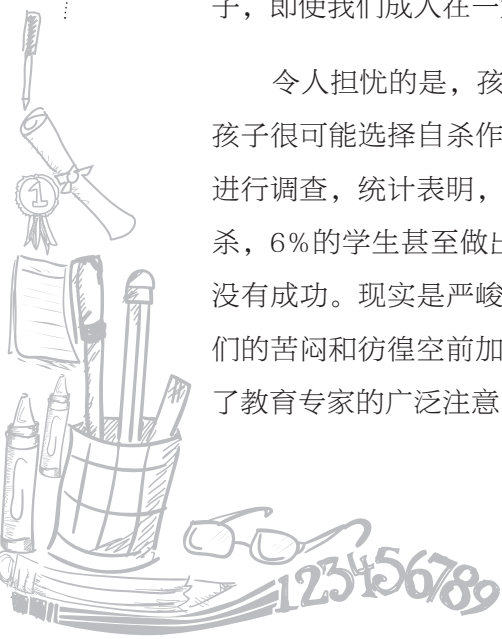 子，即使我们成人在一
令人担忧的是，孩
孩子很可能选择自杀作
进行调查，统计表明，
杀，6%的学生甚至做出
没有成功。现实是严峻
们的苦闷和彷徨空前加
了教育专家的广泛注意
1
123456789